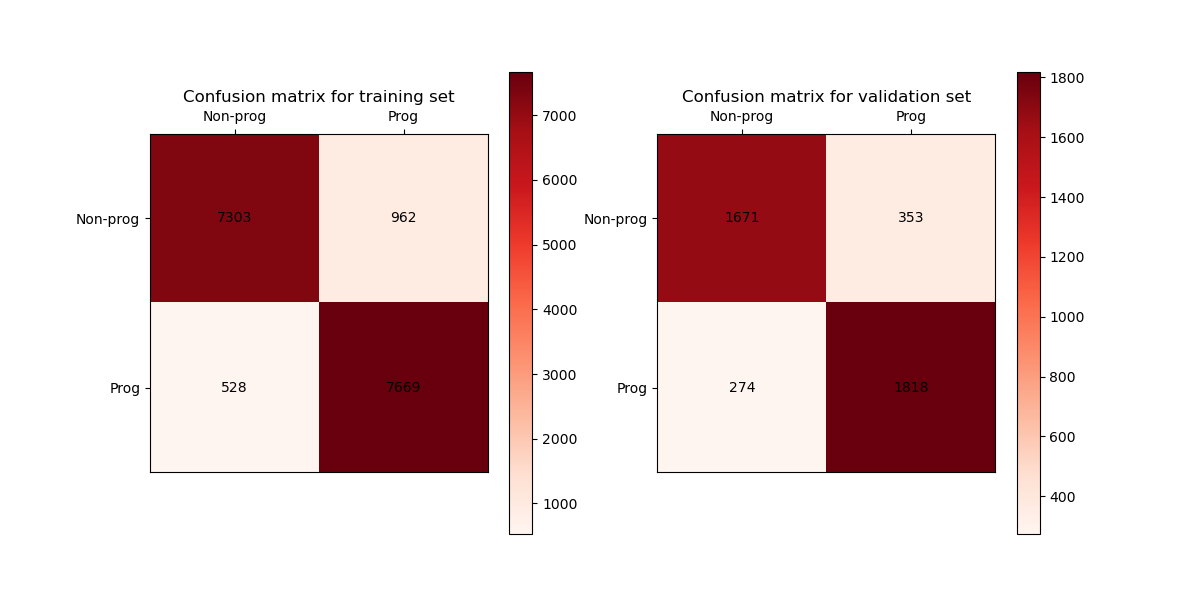 Confusion matrix for training set
Non-prog Prog
Non-prog 7303 962
Prog 528 7669
7000
6000
5000
4000
3000
2000
1000
Confusion matrix for validation set
Non-prog Prog
Non-prog 1671 353
Prog 274 1818
1800
1600
1400
1200
1000
800
600
400